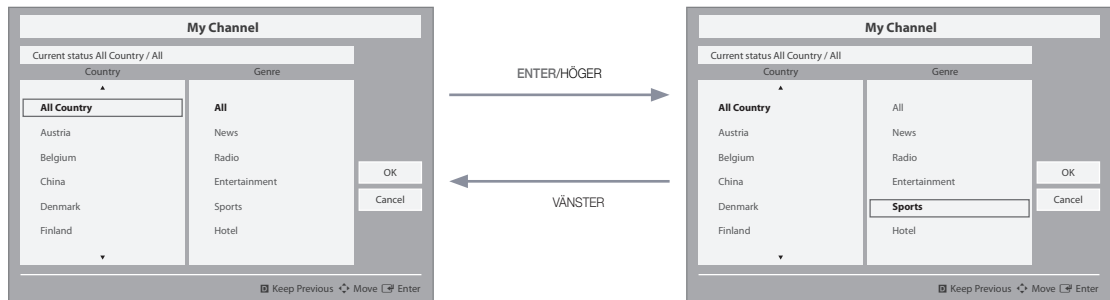 My Channel
Current status All Country / All
Country Genre
All Country All
Austria News
Belgium Radio
China Entertainment
Denmark Sports
Finland Hotel
OK
Cancel
D Keep Previous Move Enter
ENTER/HÖGER
VÄNSTER
My Channel
Current status All Country / All
Country Genre
All Country All
Austria News
Belgium Radio
China Entertainment
Denmark Sports
Finland Hotel
OK
Cancel
D Keep Previous Move Enter